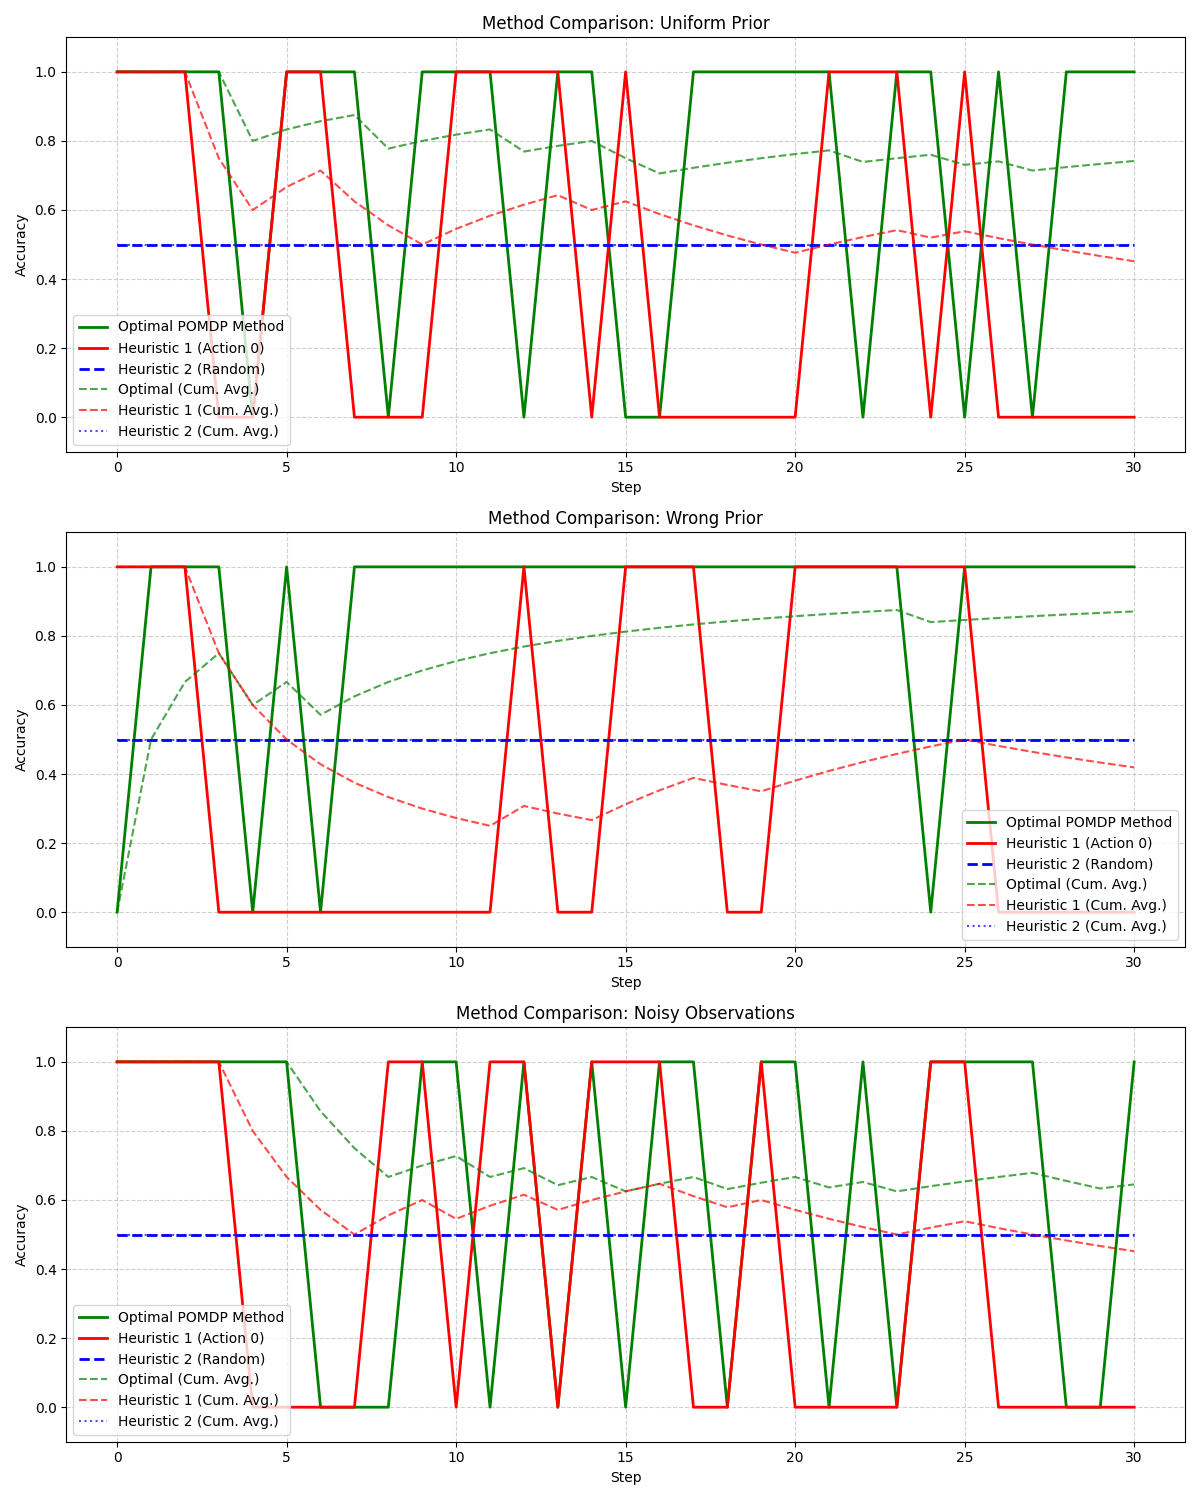 Method Comparison: Uniform Prior
Accuracy
1.0
0.8
0.6
0.4
0.2
0.0
Optimal POMDP Method
Heuristic 1 (Action 0)
Heuristic 2 (Random)
Optimal (Cum. Avg.)
Heuristic 1 (Cum. Avg.)
Heuristic 2 (Cum. Avg.)
0 5 10 15 20 25 30
Step
Method Comparison: Wrong Prior
Accuracy
1.0
0.8
0.6
0.4
0.2
0.0
Optimal POMDP Method
Heuristic 1 (Action 0)
Heuristic 2 (Random)
Optimal (Cum. Avg.)
Heuristic 1 (Cum. Avg.)
Heuristic 2 (Cum. Avg.)
0 5 10 15 20 25 30
Step
Method Comparison: Noisy Observations
Accuracy
1.0
0.8
0.6
0.4
0.2
0.0
Optimal POMDP Method
Heuristic 1 (Action 0)
Heuristic 2 (Random)
Optimal (Cum. Avg.)
Heuristic 1 (Cum. Avg.)
Heuristic 2 (Cum. Avg.)
0 5 10 15 20 25 30
Step